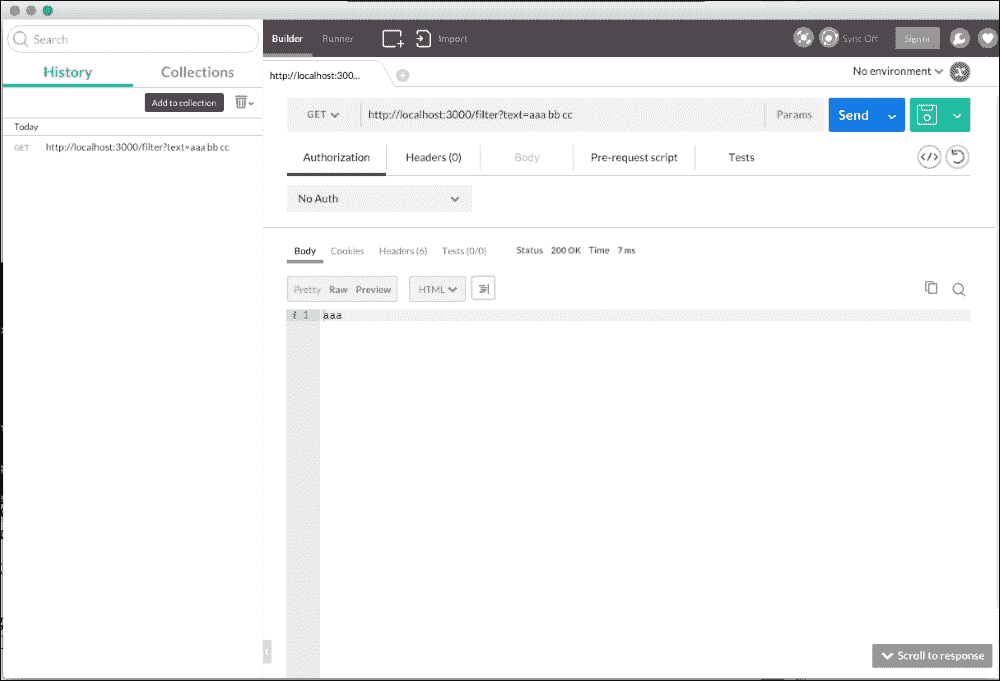 Search
Builder
Runner
Import
Sync Off
Sign in
History
Collections
http://localhost:300...
No environment
Add to collection
GET
http://localhost:3000/filter?text=aaa bb cc
Params
Send
Today
GET
http://localhost:3000/filter?text=aaa bb cc
Authorization
Headers (0)
Body
Pre-request script
Tests
No Auth
Body
Cookies
Headers (6)
Tests (0/0)
Status
200 OK
Time
7 ms
Pretty
Raw
Preview
HTML
i
1
aaa
Scroll to response